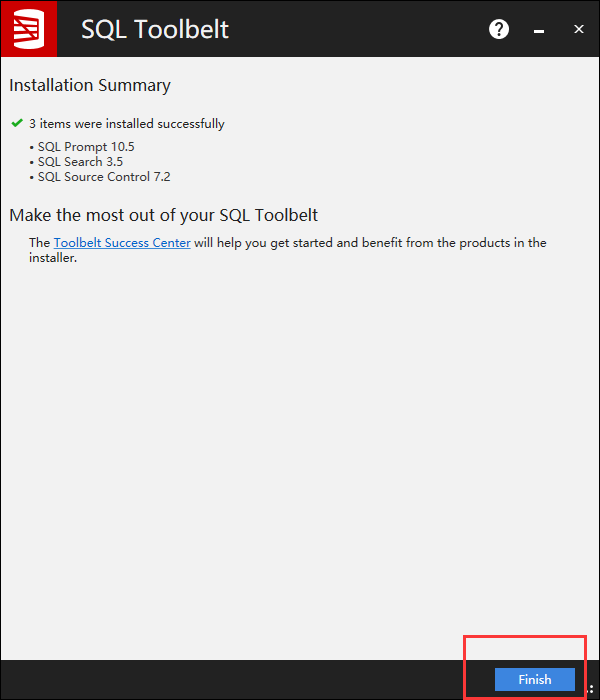 SQL Toolbelt
Installation Summary
3 items were installed successfully
• SQL Prompt 10.5
• SQL Search 3.5
• SQL Source Control 7.2
Make the most out of your SQL Toolbelt
The Toolbelt Success Center will help you get started and benefit from the products in the
installer.
Finish